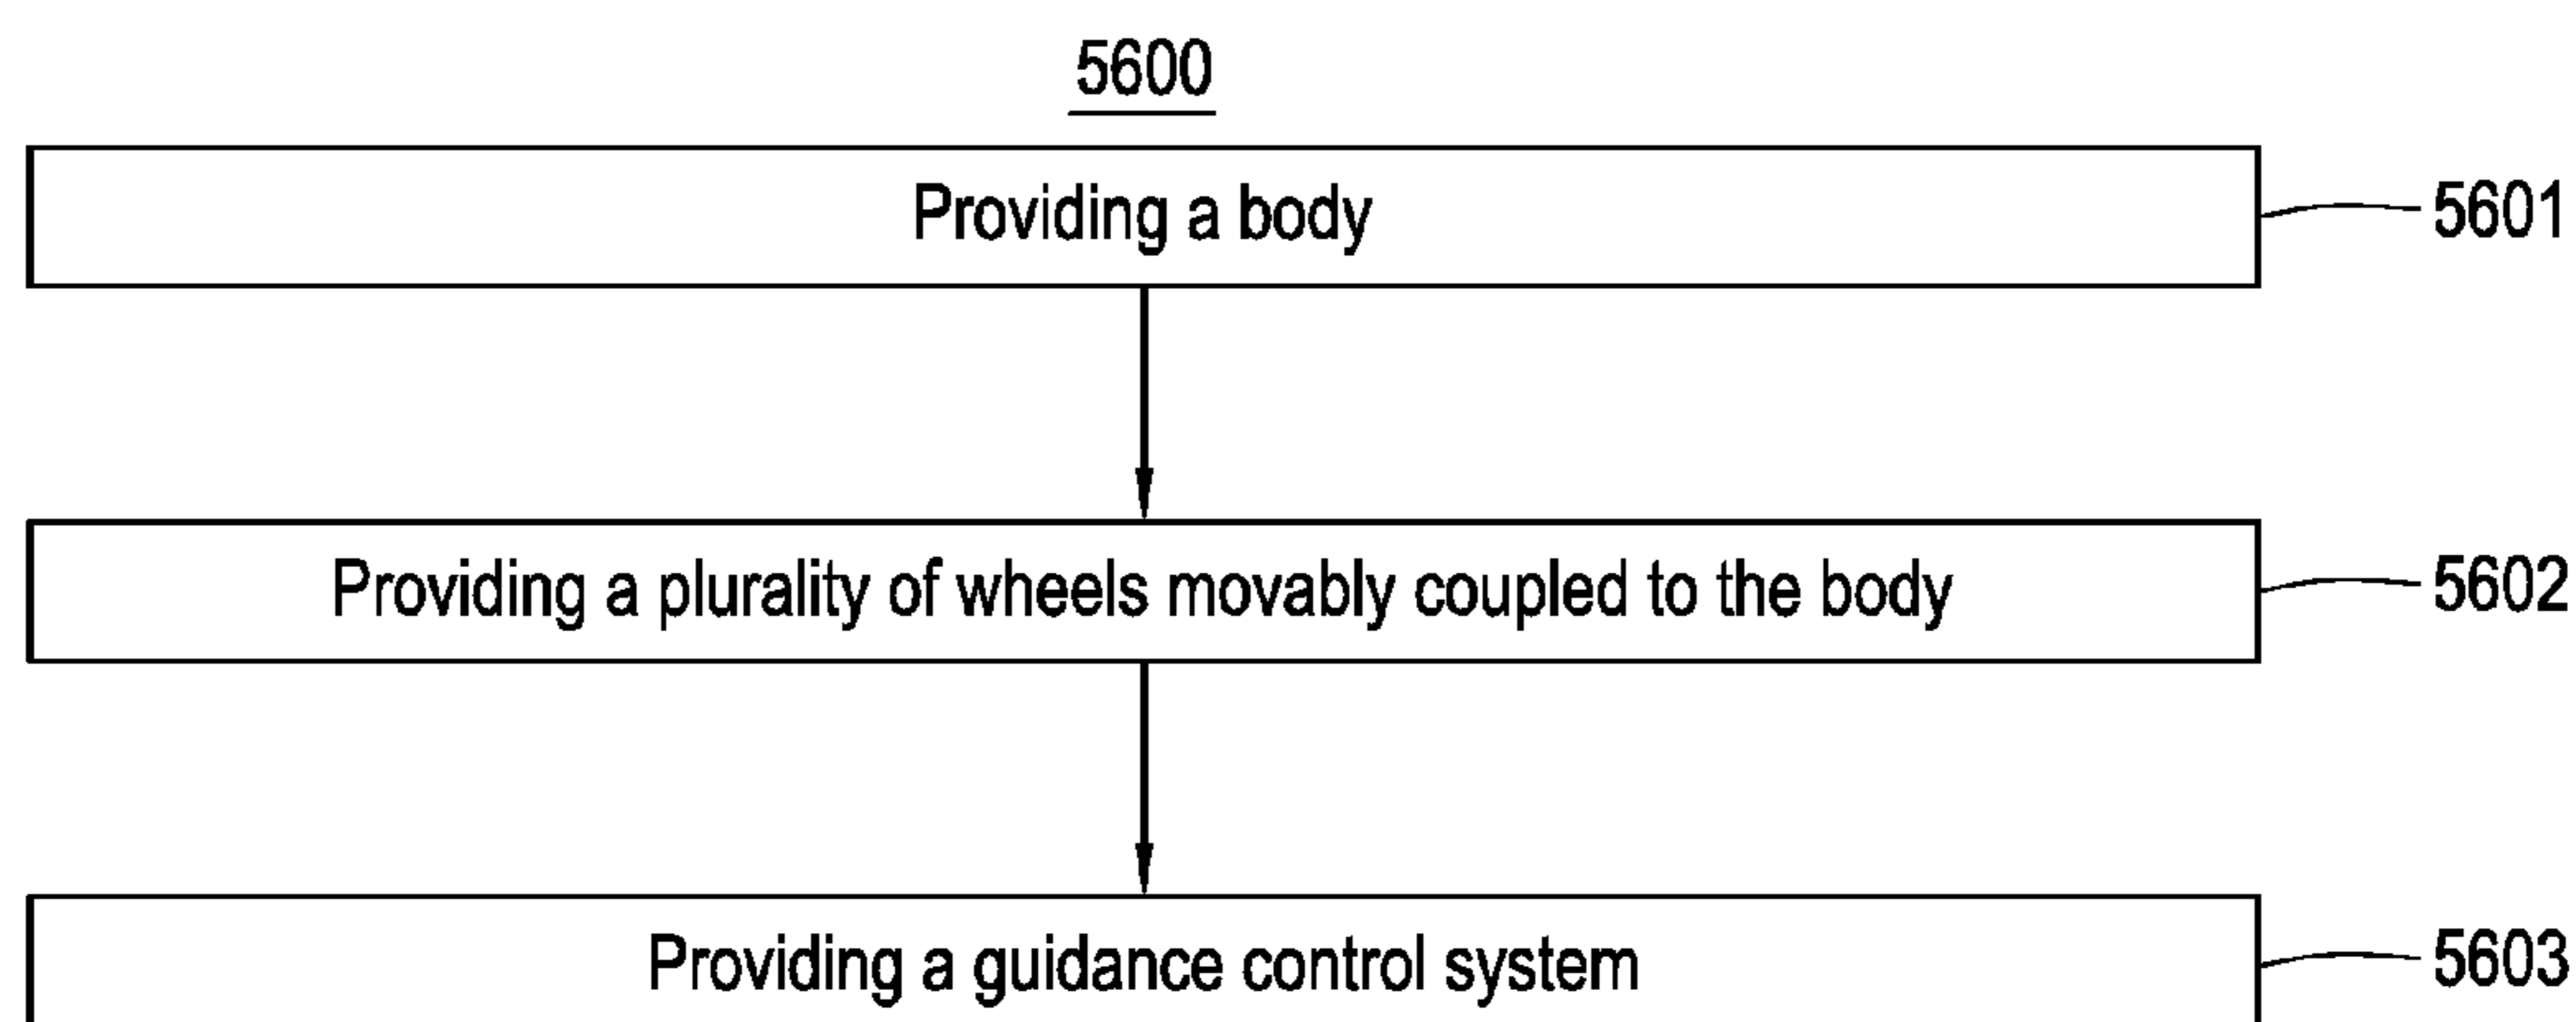 5600
Providing a body 5601
Providing a plurality of wheels movably coupled to the body 5602
Providing a guidance control system 5603